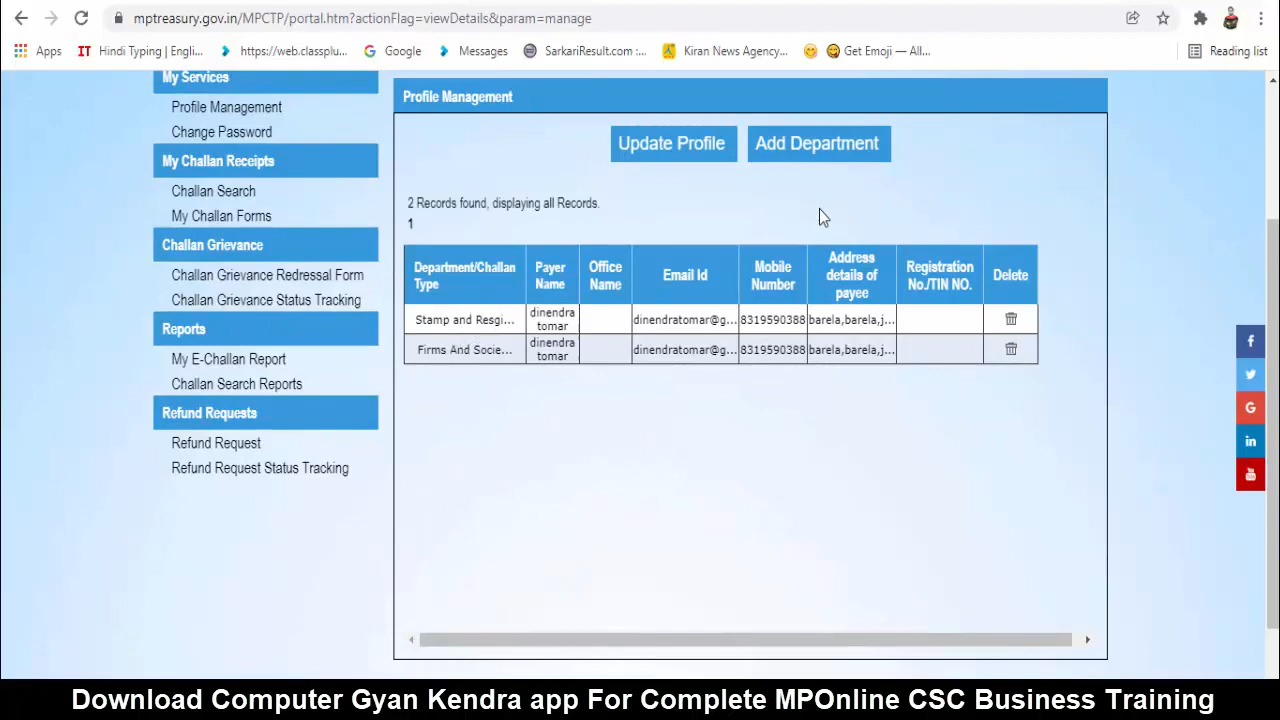 mptreasury.gov.in/MPCTP/portal.htm?actionFlag=viewDetails&param=manage
Apps IT Hindi Typing | Engli... https://web.classplu... Google Messages SarkariResult.com :... Kiran News Agency... Get Emoji — All... Reading list
My Services
Profile Management
Change Password
My Challan Receipts
Challan Search
My Challan Forms
Challan Grievance
Challan Grievance Redressal Form
Challan Grievance Status Tracking
Reports
My E-Challan Report
Challan Search Reports
Refund Requests
Refund Request
Refund Request Status Tracking
Profile Management
Update Profile Add Department
2 Records found, displaying all Records.
1
Department/Challan Type Payer Name Office Name Email Id Mobile Number Address details of payee Registration No./TIN NO. Delete
Stamp and Resgi... dinendra tomar dinendratomar@g... 8319590388 barela,barela,j...
Firms And Socie... dinendra tomar dinendratomar@g... 8319590388 barela,barela,j...
f
G
in
You
Download Computer Gyan Kendra app For Complete MPOnline CSC Business Training